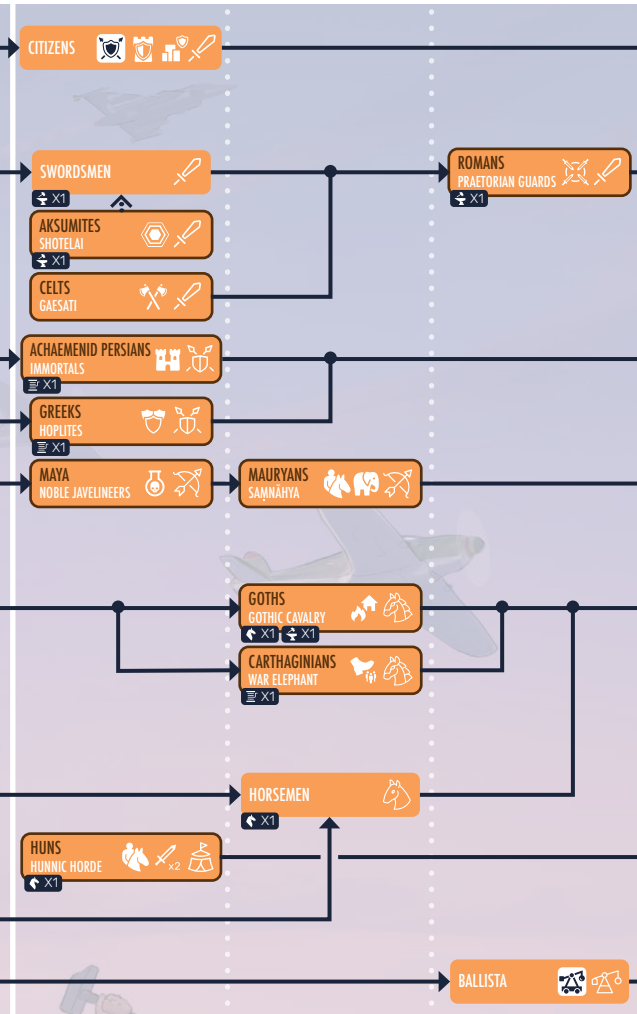 CITIZENS
SWORDSMEN
X1
ROMANS
PRAETORIAN GUARDS
X1
AKSUMITES
SHOTELAI
X1
CELTS
GAESATI
ACHAEMENID PERSIANS
IMMORTALS
X1
GREEKS
HOPLITES
X1
MAYA
NOBLE JAVELINEERS
MAURYANS
SAṂNĀHYA
GOTHS
GOTHIC CAVALRY
X1 X1
CARTHAGINIANS
WAR ELEPHANT
X1
HORSEMEN
X1
HUNS
HUNNIC HORDE
x2
X1
BALLISTA